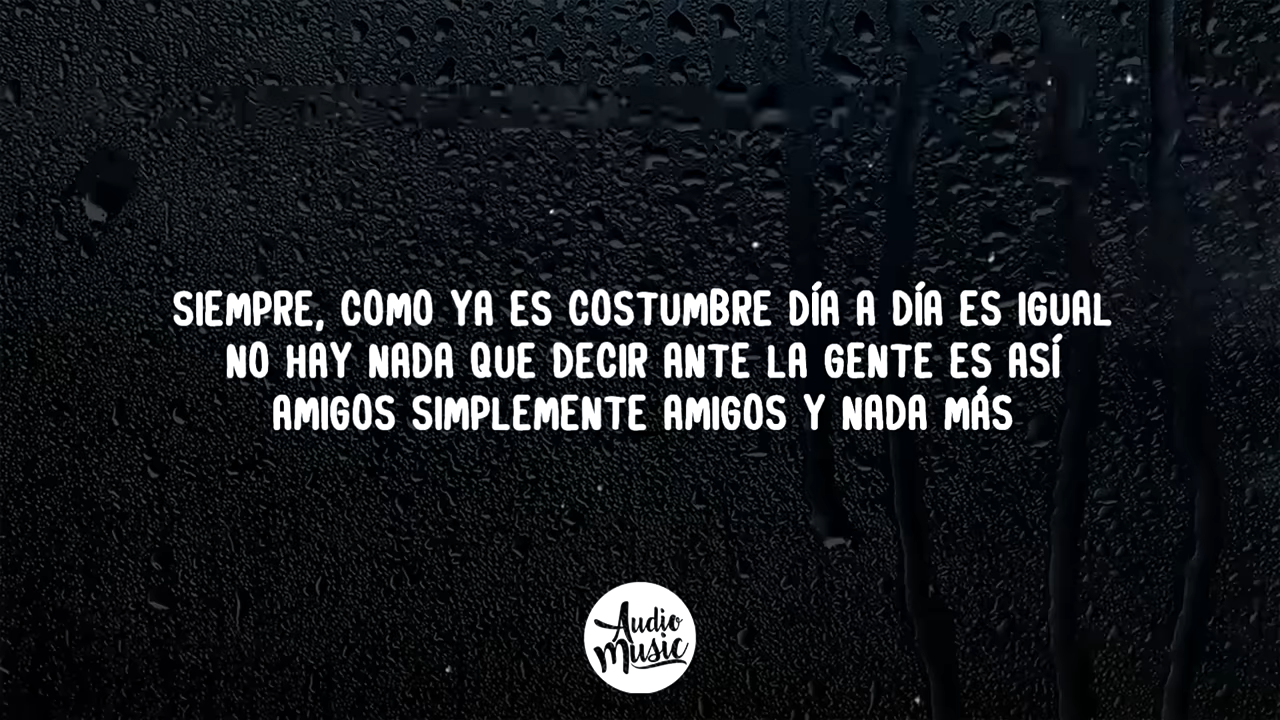 SIEMPRE, COMO YA ES COSTUMBRE DÍA A DÍA ES IGUAL
NO HAY NADA QUE DECIR ANTE LA GENTE ES ASÍ
AMIGOS SIMPLEMENTE AMIGOS Y NADA MÁS
Audio
Music